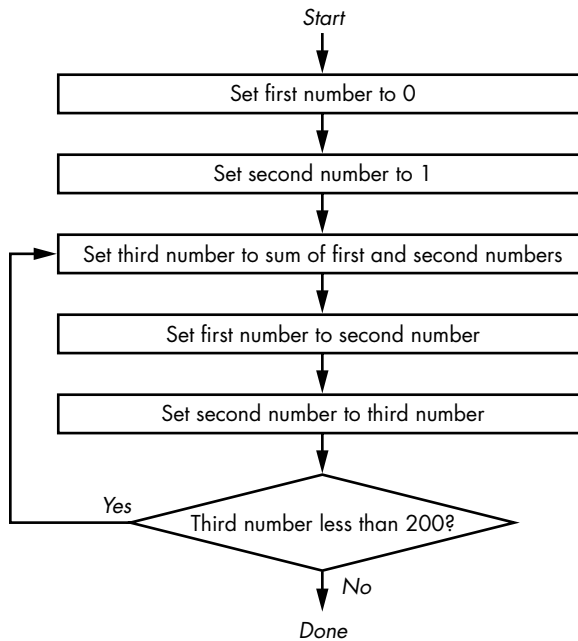 Start
Set first number to 0
Set second number to 1
Set third number to sum of first and second numbers
Set first number to second number
Set second number to third number
Yes
Third number less than 200?
No
Done